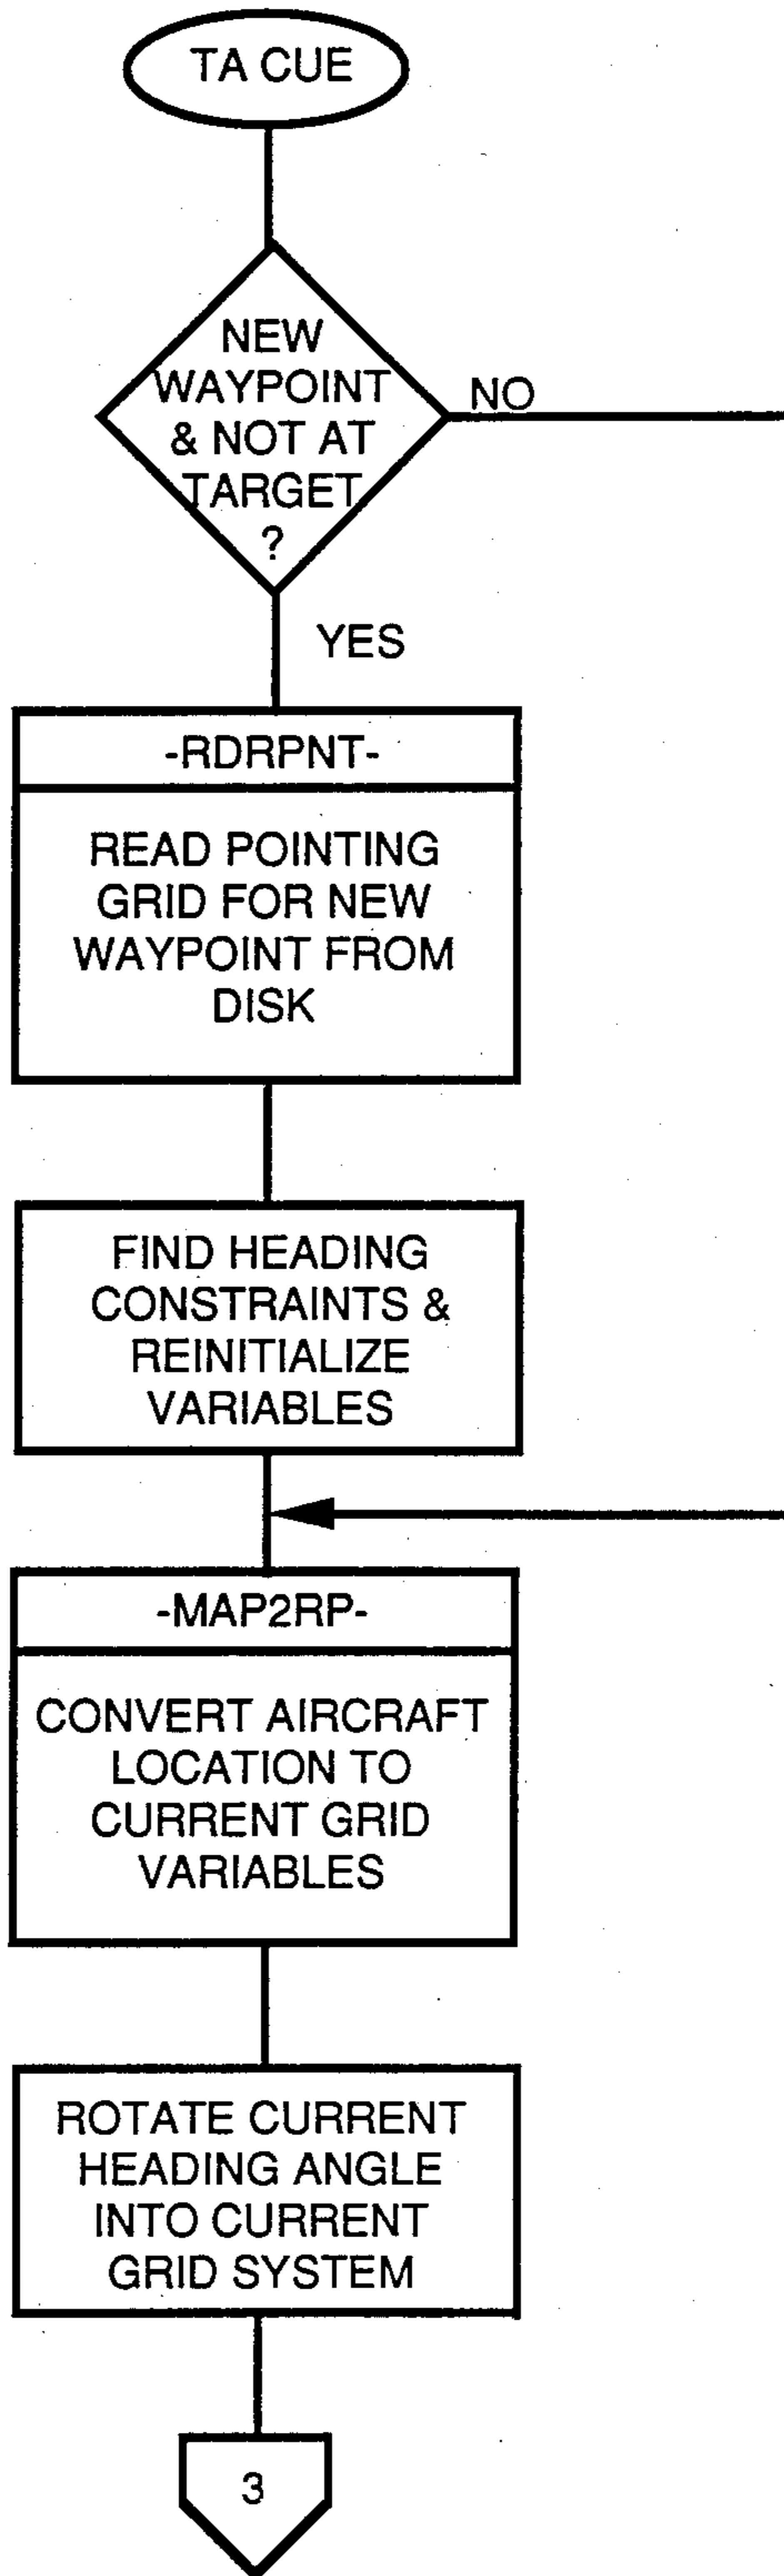 TA CUE
NEW
WAYPOINT
& NOT AT
TARGET
?
NO
YES
-RDRPNT-
READ POINTING
GRID FOR NEW
WAYPOINT FROM
DISK
FIND HEADING
CONSTRAINTS &
REINITIALIZE
VARIABLES
-MAP2RP-
CONVERT AIRCRAFT
LOCATION TO
CURRENT GRID
VARIABLES
ROTATE CURRENT
HEADING ANGLE
INTO CURRENT
GRID SYSTEM
3